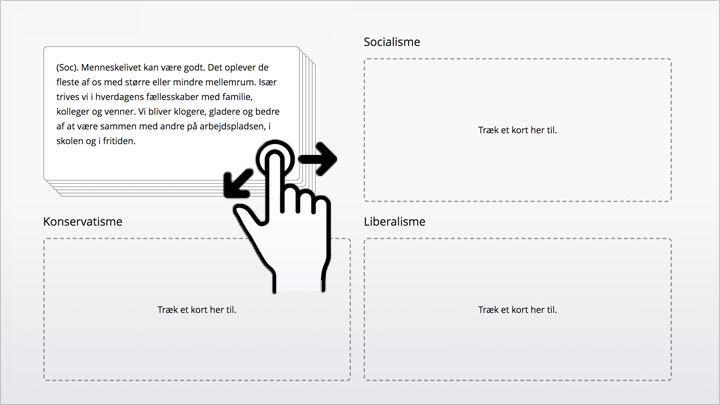 Socialisme
(Soc). Menneskelivet kan være godt. Det oplever de
fleste af os med større eller mindre mellemrum. Især
trives vi i hverdagens fællesskaber med familie,
kolleger og venner. Vi bliver klogere, gladere og bedre
af at være sammen med andre på arbejdspladsen, i
skolen og i fritiden.
Træk et kort her til.
Konservatisme
Liberalisme
Træk et kort her til.
Træk et kort her til.